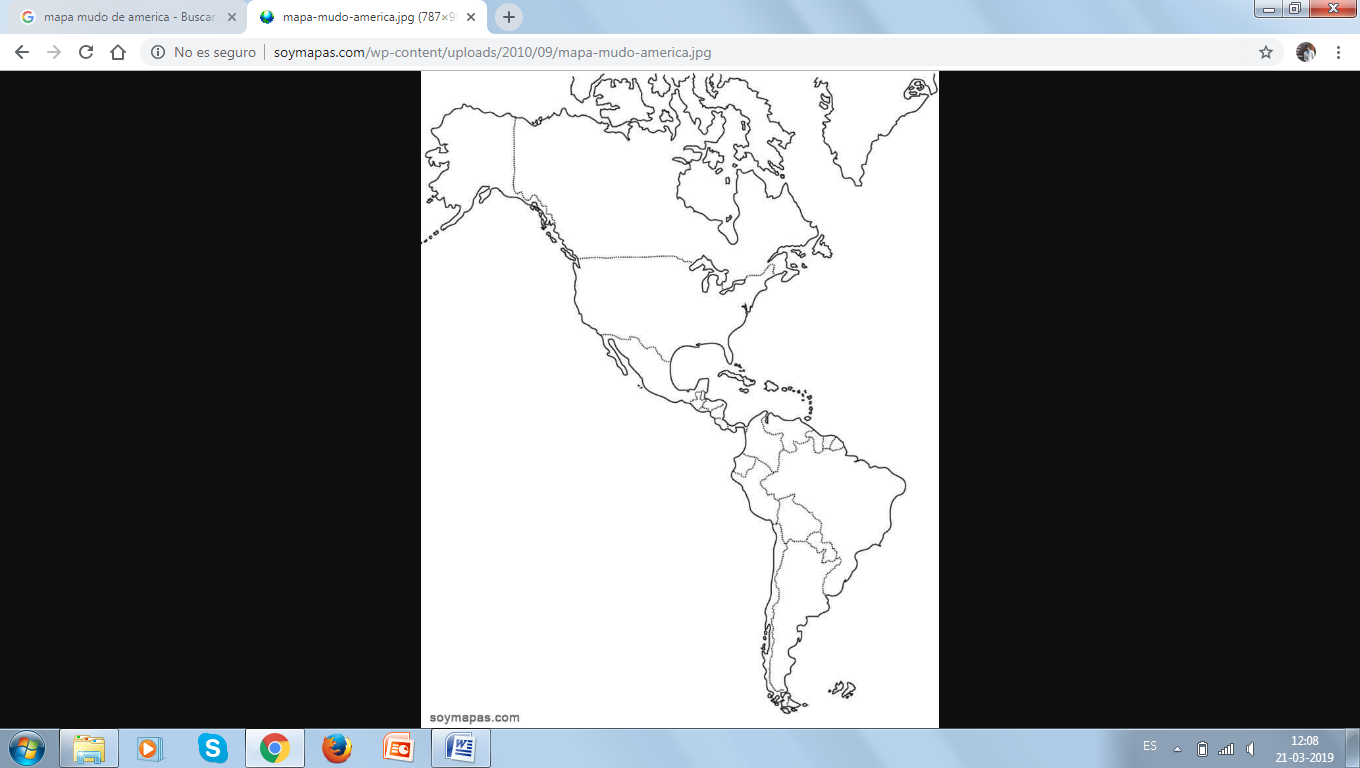 mapa mudo de america - Buscar
mapa-mudo-america.jpg (787×9
No es seguro
soymapas.com/wp-content/uploads/2010/09/mapa-mudo-america.jpg
soymapas.com
ES
12:08
21-03-2019